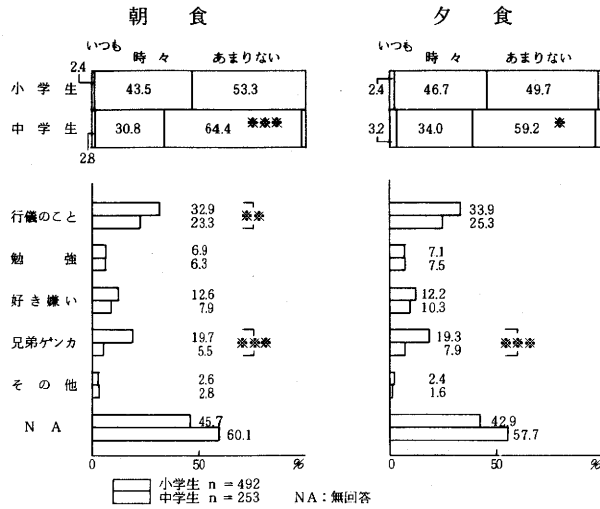 朝食 夕食
いつも 時々 あまりない いつも 時々 あまりない
小学生 2.4 43.5 53.3 2.4 46.7 49.7
中学生 2.8 30.8 64.4 ※※※ 3.2 34.0 59.2 ※
行儀のこと 32.9 23.3 ※※ 33.9 25.3
勉強 6.9 6.3 7.1 7.5
好き嫌い 12.6 7.9 12.2 10.3
兄弟ゲンカ 19.7 5.5 ※※※ 19.3 7.9 ※※※
その他 2.6 2.8 2.4 1.6
NA 45.7 60.1 42.9 57.7
0 50 % 0 50 %
小学生 n = 492
中学生 n = 253 NA：無回答